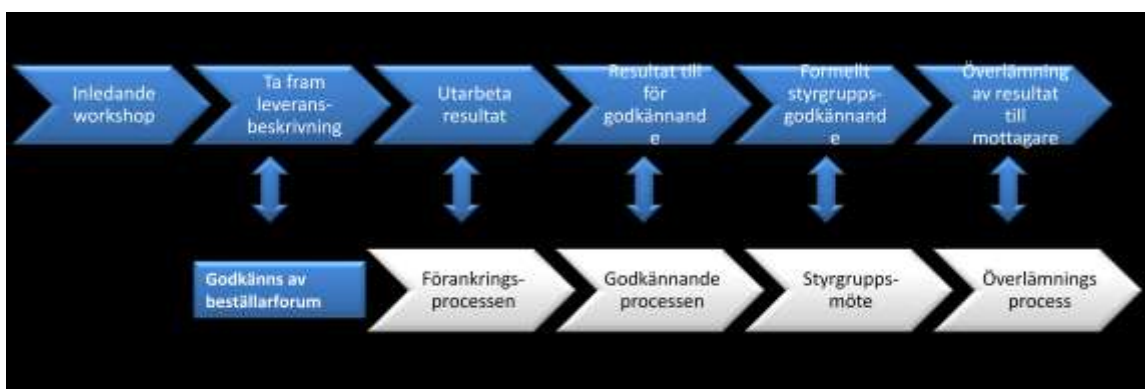 Inledande
workshop
Ta fram
leverans-
beskrivning
Utarbeta
resultat
Resultat till
för
godkännand
e
Formellt
styrgrupps-
godkännand
e
Överlämning
av resultat
till
mottagare
Godkänns av
beställarforum
Förankrings-
processen
Godkännande
processen
Styrgrupps-
möte
Överlämnings
process